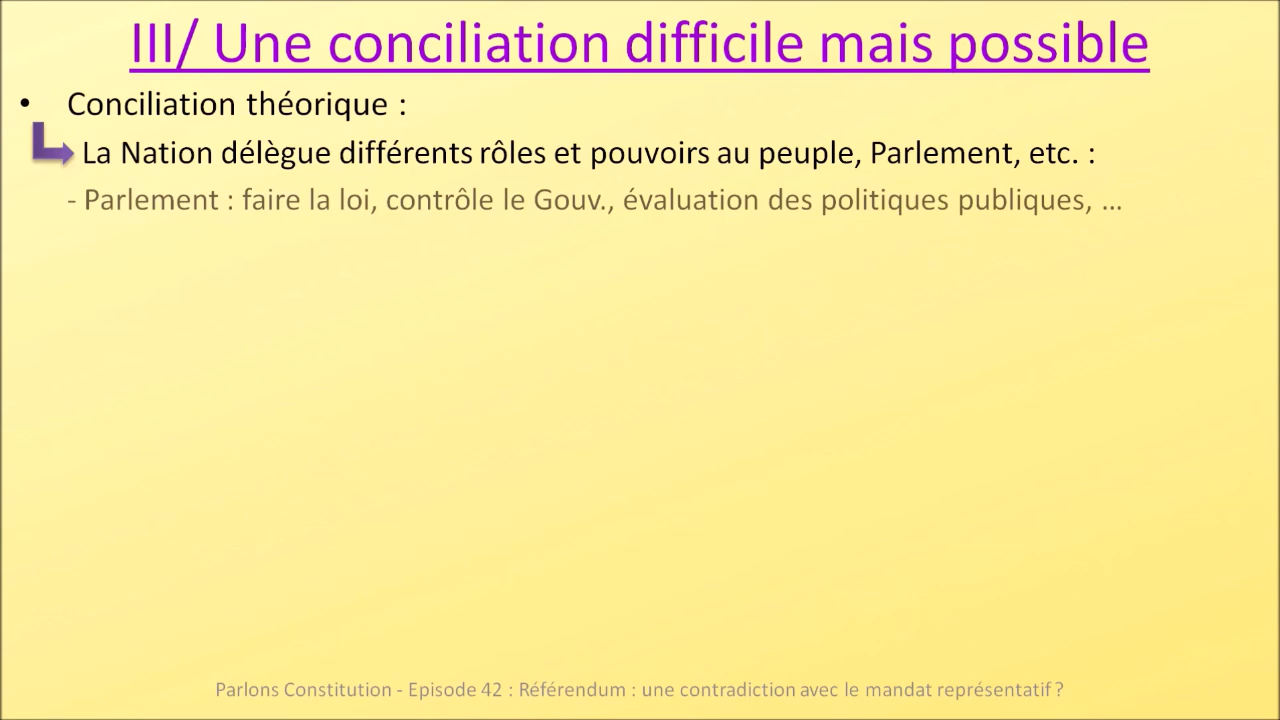 III/ Une conciliation difficile mais possible
• Conciliation théorique :
La Nation délègue différents rôles et pouvoirs au peuple, Parlement, etc. :
- Parlement : faire la loi, contrôle le Gouv., évaluation des politiques publiques, ...
Parlons Constitution - Episode 42 : Référendum : une contradiction avec le mandat représentatif ?